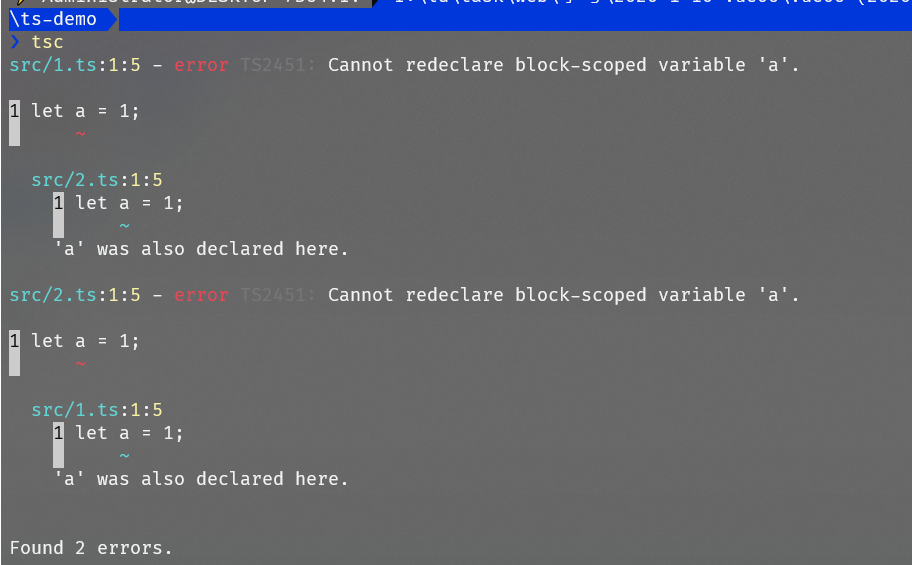 \ts-demo
❯ tsc
src/1.ts:1:5 - error TS2451: Cannot redeclare block-scoped variable 'a'.
1 let a = 1;
~
src/2.ts:1:5
1 let a = 1;
~
'a' was also declared here.
src/2.ts:1:5 - error TS2451: Cannot redeclare block-scoped variable 'a'.
1 let a = 1;
~
src/1.ts:1:5
1 let a = 1;
~
'a' was also declared here.
Found 2 errors.